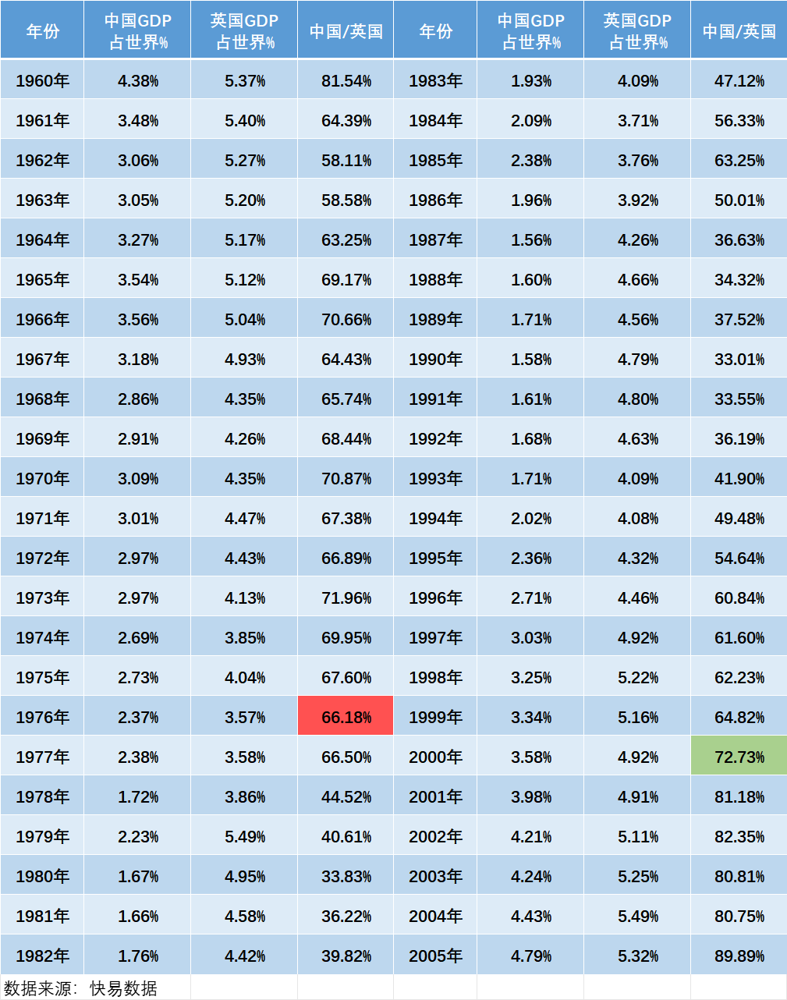 年份 中国GDP占世界% 英国GDP占世界% 中国/英国 年份 中国GDP占世界% 英国GDP占世界% 中国/英国
1960年 4.38% 5.37% 81.54% 1983年 1.93% 4.09% 47.12%
1961年 3.48% 5.40% 64.39% 1984年 2.09% 3.71% 56.33%
1962年 3.06% 5.27% 58.11% 1985年 2.38% 3.76% 63.25%
1963年 3.05% 5.20% 58.58% 1986年 1.96% 3.92% 50.01%
1964年 3.27% 5.17% 63.25% 1987年 1.56% 4.26% 36.63%
1965年 3.54% 5.12% 69.17% 1988年 1.60% 4.66% 34.32%
1966年 3.56% 5.04% 70.66% 1989年 1.71% 4.56% 37.52%
1967年 3.18% 4.93% 64.43% 1990年 1.58% 4.79% 33.01%
1968年 2.86% 4.35% 65.74% 1991年 1.61% 4.80% 33.55%
1969年 2.91% 4.26% 68.44% 1992年 1.68% 4.63% 36.19%
1970年 3.09% 4.35% 70.87% 1993年 1.71% 4.09% 41.90%
1971年 3.01% 4.47% 67.38% 1994年 2.02% 4.08% 49.48%
1972年 2.97% 4.43% 66.89% 1995年 2.36% 4.32% 54.64%
1973年 2.97% 4.13% 71.96% 1996年 2.71% 4.46% 60.84%
1974年 2.69% 3.85% 69.95% 1997年 3.03% 4.92% 61.60%
1975年 2.73% 4.04% 67.60% 1998年 3.25% 5.22% 62.23%
1976年 2.37% 3.57% 66.18% 1999年 3.34% 5.16% 64.82%
1977年 2.38% 3.58% 66.50% 2000年 3.58% 4.92% 72.73%
1978年 1.72% 3.86% 44.52% 2001年 3.98% 4.91% 81.18%
1979年 2.23% 5.49% 40.61% 2002年 4.21% 5.11% 82.35%
1980年 1.67% 4.95% 33.83% 2003年 4.24% 5.25% 80.81%
1981年 1.66% 4.58% 36.22% 2004年 4.43% 5.49% 80.75%
1982年 1.76% 4.42% 39.82% 2005年 4.79% 5.32% 89.89%
数据来源：快易数据